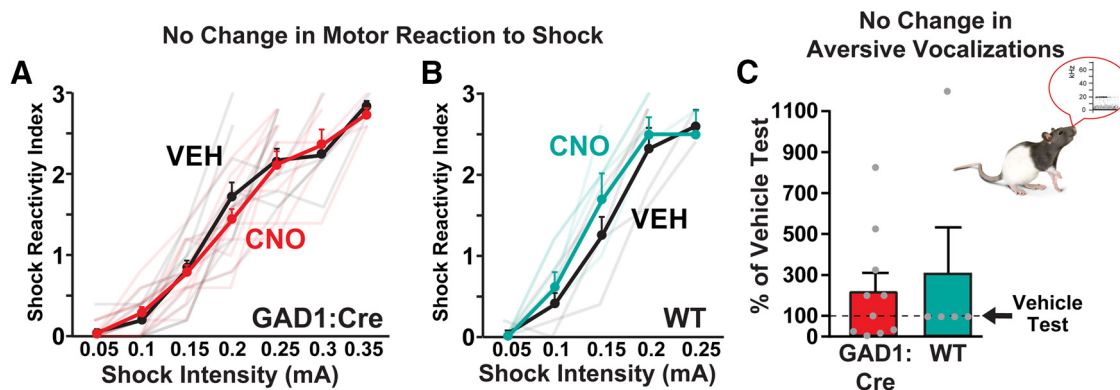 No Change in Motor Reaction to Shock
A
Shock Reactivtiy Index
3
2
1
0
VEH
CNO
GAD1:Cre
0.05 0.1 0.15 0.2 0.25 0.3 0.35
Shock Intensity (mA)
B
Shock Reactivity Index
3
2
1
0
CNO
VEH
WT
0.05 0.1 0.15 0.2 0.25
Shock Intensity (mA)
No Change in
Aversive Vocalizations
C
% of Vehicle Test
1100
900
700
500
300
100
0
kHz
60
40
20
0
Vehicle
Test
GAD1: WT
Cre